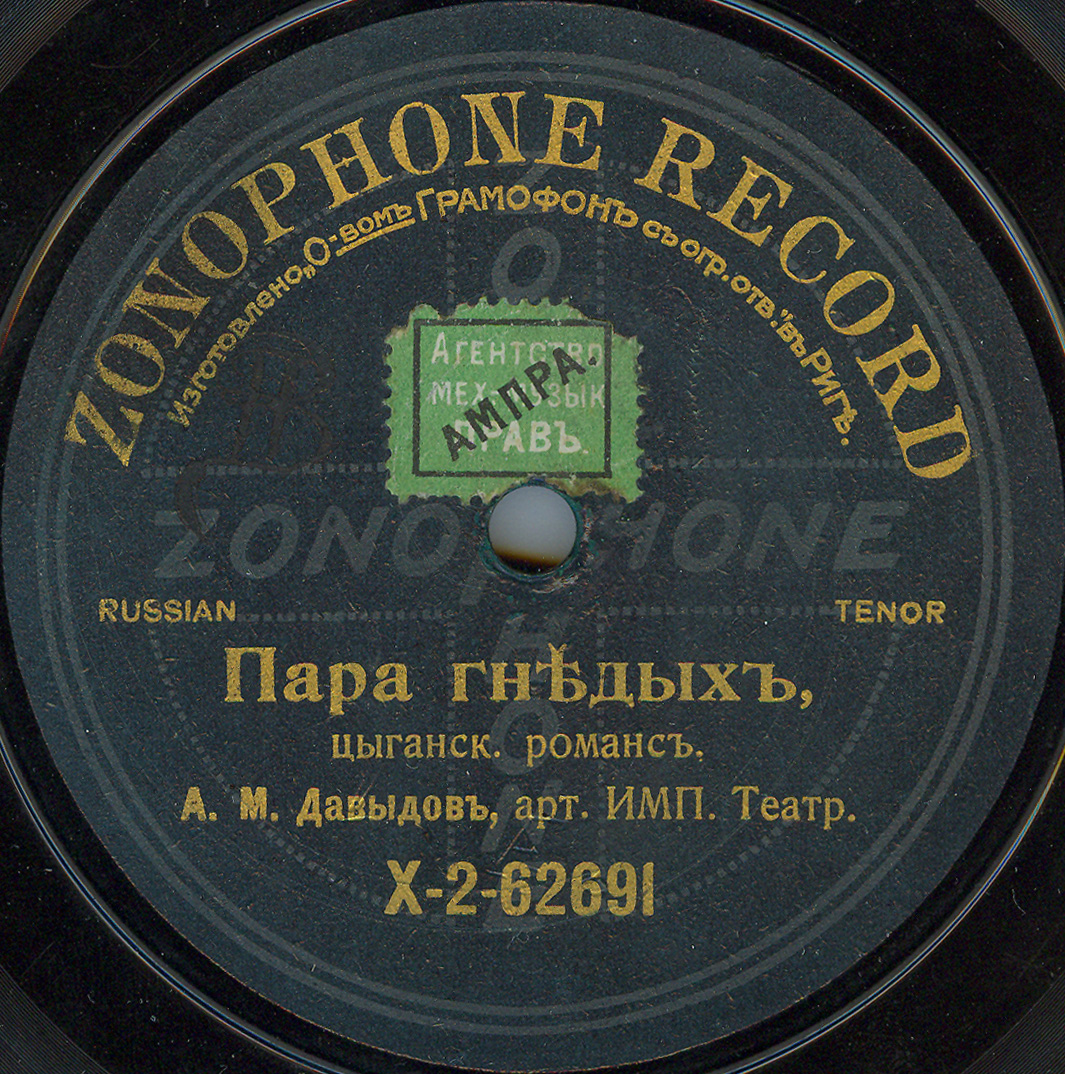 ZONOPHONE RECORD
Изготовлено „О-вомъ Грамофонъ съ огр. отв." въ Ригѣ.
ZONOPHONE
Агентство
мех. музык
правъ.
АМПРА.
RUSSIAN
TENOR
Пара гнѣдыхъ,
цыганск. романсъ.
А. М. Давыдовъ, арт. ИМП. Театр.
X-2-62691